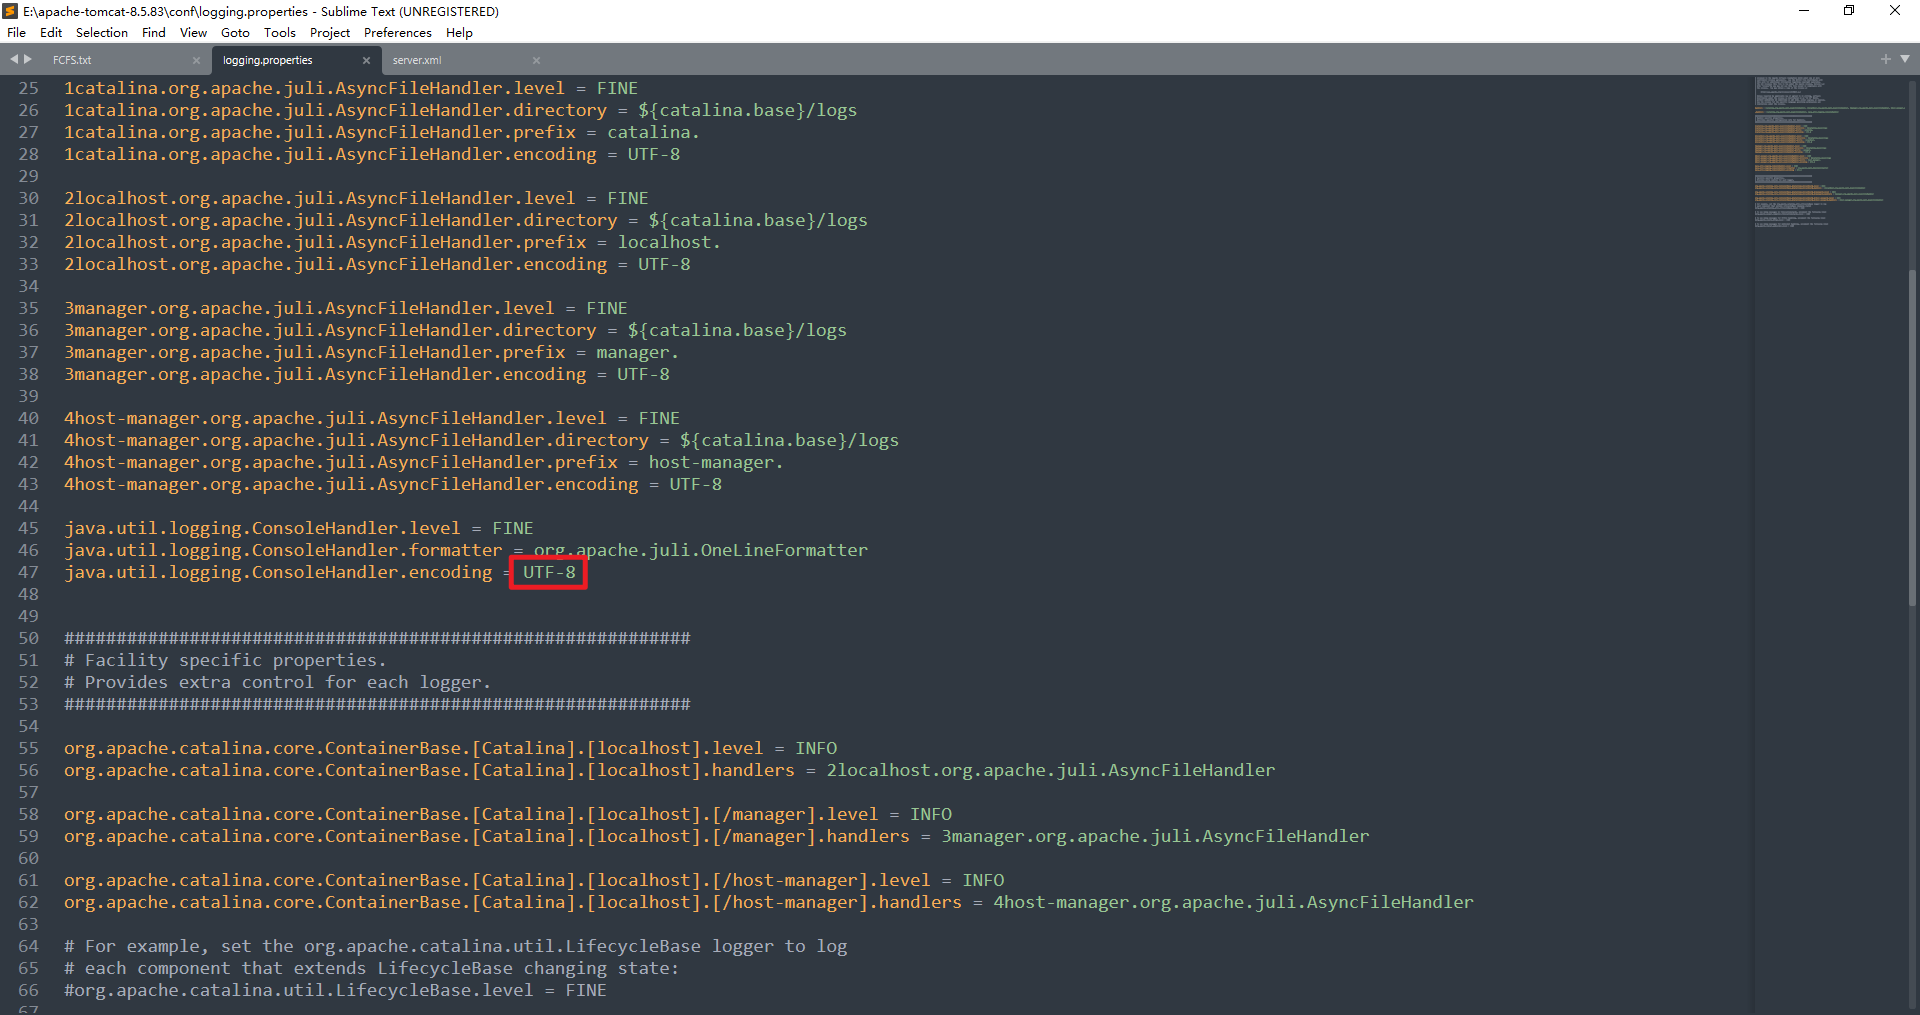 E:\apache-tomcat-8.5.83\conf\logging.properties - Sublime Text (UNREGISTERED)
File Edit Selection Find View Goto Tools Project Preferences Help
FCFS.txt logging.properties server.xml
25 1catalina.org.apache.juli.AsyncFileHandler.level = FINE
26 1catalina.org.apache.juli.AsyncFileHandler.directory = ${catalina.base}/logs
27 1catalina.org.apache.juli.AsyncFileHandler.prefix = catalina.
28 1catalina.org.apache.juli.AsyncFileHandler.encoding = UTF-8
29
30 2localhost.org.apache.juli.AsyncFileHandler.level = FINE
31 2localhost.org.apache.juli.AsyncFileHandler.directory = ${catalina.base}/logs
32 2localhost.org.apache.juli.AsyncFileHandler.prefix = localhost.
33 2localhost.org.apache.juli.AsyncFileHandler.encoding = UTF-8
34
35 3manager.org.apache.juli.AsyncFileHandler.level = FINE
36 3manager.org.apache.juli.AsyncFileHandler.directory = ${catalina.base}/logs
37 3manager.org.apache.juli.AsyncFileHandler.prefix = manager.
38 3manager.org.apache.juli.AsyncFileHandler.encoding = UTF-8
39
40 4host-manager.org.apache.juli.AsyncFileHandler.level = FINE
41 4host-manager.org.apache.juli.AsyncFileHandler.directory = ${catalina.base}/logs
42 4host-manager.org.apache.juli.AsyncFileHandler.prefix = host-manager.
43 4host-manager.org.apache.juli.AsyncFileHandler.encoding = UTF-8
44
45 java.util.logging.ConsoleHandler.level = FINE
46 java.util.logging.ConsoleHandler.formatter = org.apache.juli.OneLineFormatter
47 java.util.logging.ConsoleHandler.encoding = UTF-8
48
49
50 ############################################################
51 # Facility specific properties.
52 # Provides extra control for each logger.
53 ############################################################
54
55 org.apache.catalina.core.ContainerBase.[Catalina].[localhost].level = INFO
56 org.apache.catalina.core.ContainerBase.[Catalina].[localhost].handlers = 2localhost.org.apache.juli.AsyncFileHandler
57
58 org.apache.catalina.core.ContainerBase.[Catalina].[localhost].[/manager].level = INFO
59 org.apache.catalina.core.ContainerBase.[Catalina].[localhost].[/manager].handlers = 3manager.org.apache.juli.AsyncFileHandler
60
61 org.apache.catalina.core.ContainerBase.[Catalina].[localhost].[/host-manager].level = INFO
62 org.apache.catalina.core.ContainerBase.[Catalina].[localhost].[/host-manager].handlers = 4host-manager.org.apache.juli.AsyncFileHandler
63
64 # For example, set the org.apache.catalina.util.LifecycleBase logger to log
65 # each component that extends LifecycleBase changing state:
66 #org.apache.catalina.util.LifecycleBase.level = FINE
67